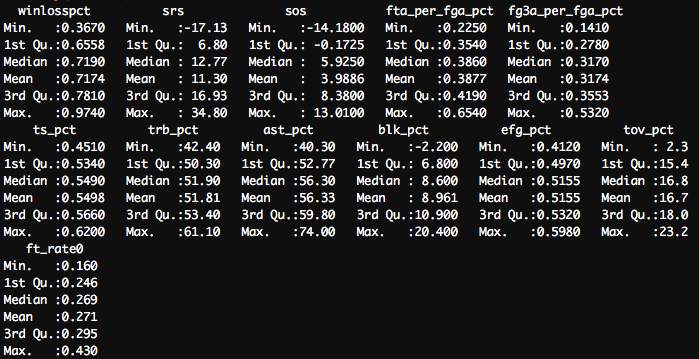 winlosspct srs sos fta_per_fga_pct fg3a_per_fga_pct
Min. :0.3670 Min. :-17.13 Min. :-14.1800 Min. :0.2250 Min. :0.1410
1st Qu.:0.6558 1st Qu.: 6.80 1st Qu.: -0.1725 1st Qu.:0.3540 1st Qu.:0.2780
Median :0.7190 Median : 12.77 Median : 5.9250 Median :0.3860 Median :0.3170
Mean :0.7174 Mean : 11.30 Mean : 3.9886 Mean :0.3877 Mean :0.3174
3rd Qu.:0.7810 3rd Qu.: 16.93 3rd Qu.: 8.3800 3rd Qu.:0.4190 3rd Qu.:0.3553
Max. :0.9740 Max. : 34.80 Max. : 13.0100 Max. :0.6540 Max. :0.5320
ts_pct trb_pct ast_pct blk_pct efg_pct tov_pct
Min. :0.4510 Min. :42.40 Min. :40.30 Min. :-2.200 Min. :0.4120 Min. : 2.3
1st Qu.:0.5340 1st Qu.:50.30 1st Qu.:52.77 1st Qu.: 6.800 1st Qu.:0.4970 1st Qu.:15.4
Median :0.5490 Median :51.90 Median :56.30 Median : 8.600 Median :0.5155 Median :16.8
Mean :0.5498 Mean :51.81 Mean :56.33 Mean : 8.961 Mean :0.5155 Mean :16.7
3rd Qu.:0.5660 3rd Qu.:53.40 3rd Qu.:59.80 3rd Qu.:10.900 3rd Qu.:0.5320 3rd Qu.:18.0
Max. :0.6200 Max. :61.10 Max. :74.00 Max. :20.400 Max. :0.5980 Max. :23.2
ft_rate0
Min. :0.160
1st Qu.:0.246
Median :0.269
Mean :0.271
3rd Qu.:0.295
Max. :0.430